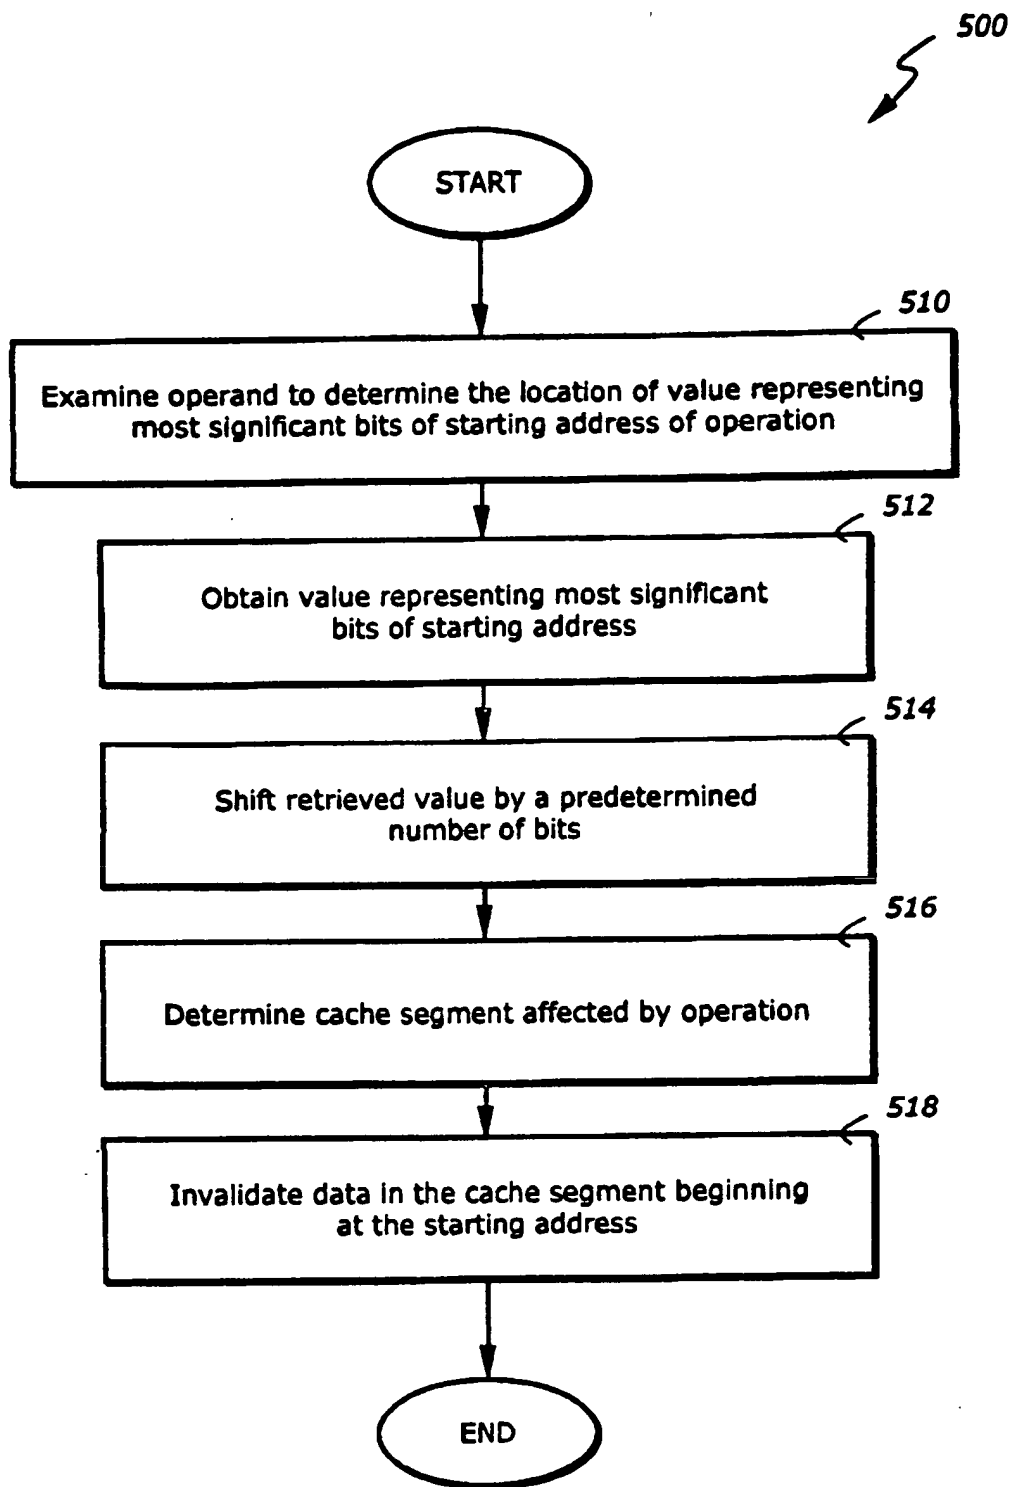 500
START
510
Examine operand to determine the location of value representing
most significant bits of starting address of operation
512
Obtain value representing most significant
bits of starting address
514
Shift retrieved value by a predetermined
number of bits
516
Determine cache segment affected by operation
518
Invalidate data in the cache segment beginning
at the starting address
END